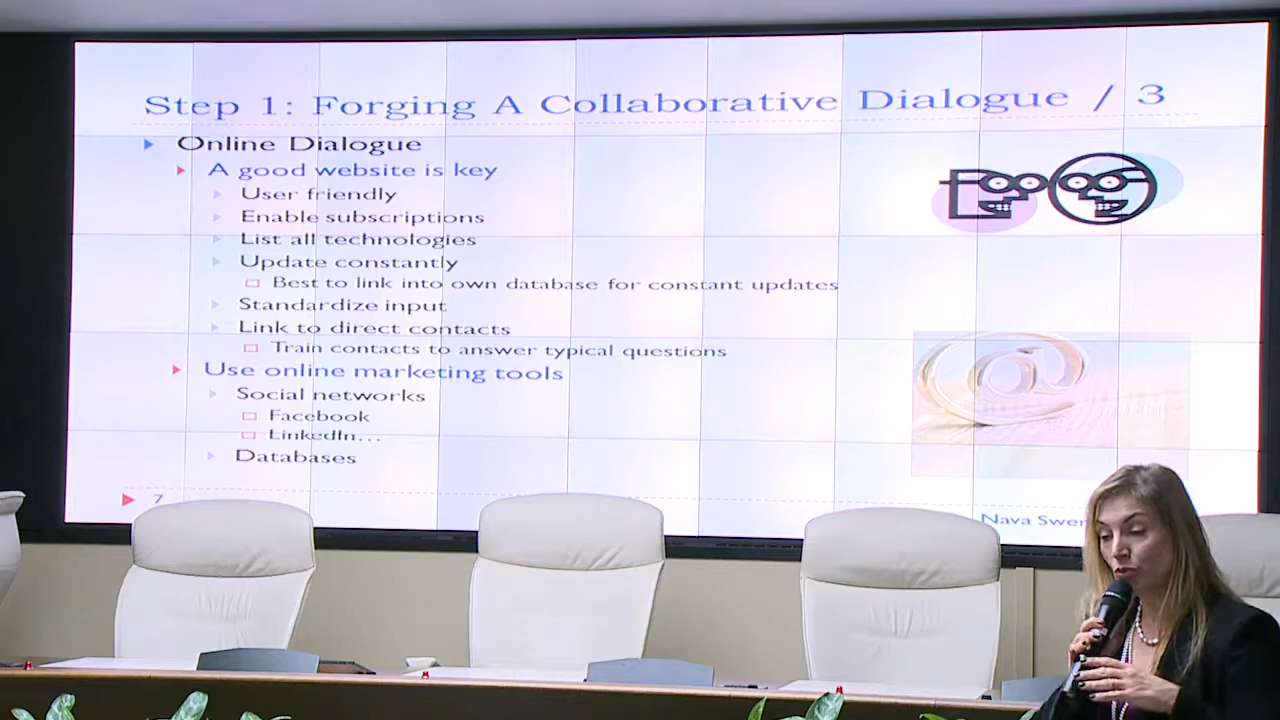 Step 1: Forging A Collaborative Dialogue / 3
Online Dialogue
A good website is key
User friendly
Enable subscriptions
List all technologies
Update constantly
Best to link into own database for constant updates
Standardize input
Link to direct contacts
Train contacts to answer typical questions
Use online marketing tools
Social networks
Facebook
LinkedIn...
Databases
7
Nava